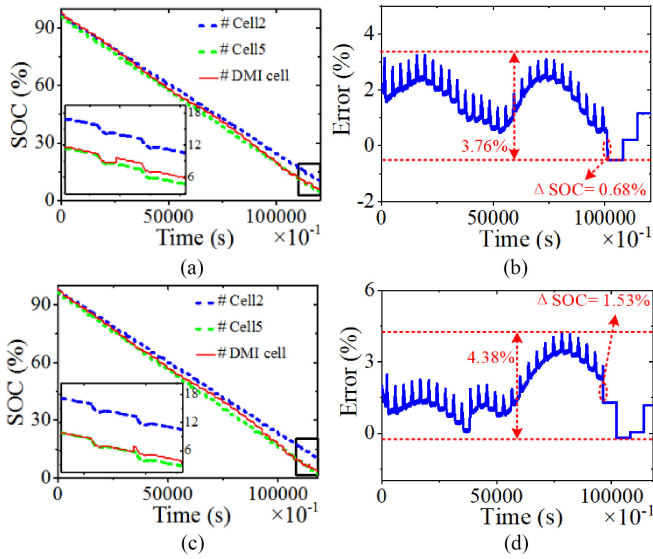 90
60
30
0
SOC (%)
# Cell2
# Cell5
# DMI cell
18
12
6
0
50000
100000
Time (s)
×10⁻¹
(a)
4
2
0
-2
Error (%)
3.76%
Δ SOC= 0.68%
0
50000
100000
Time (s)
×10⁻¹
(b)
90
60
30
0
SOC (%)
# Cell2
# Cell5
# DMI cell
18
12
6
0
50000
100000
Time (s)
×10⁻¹
(c)
6
3
0
-2
Error (%)
Δ SOC= 1.53%
4.38%
0
50000
100000
Time (s)
×10⁻¹
(d)